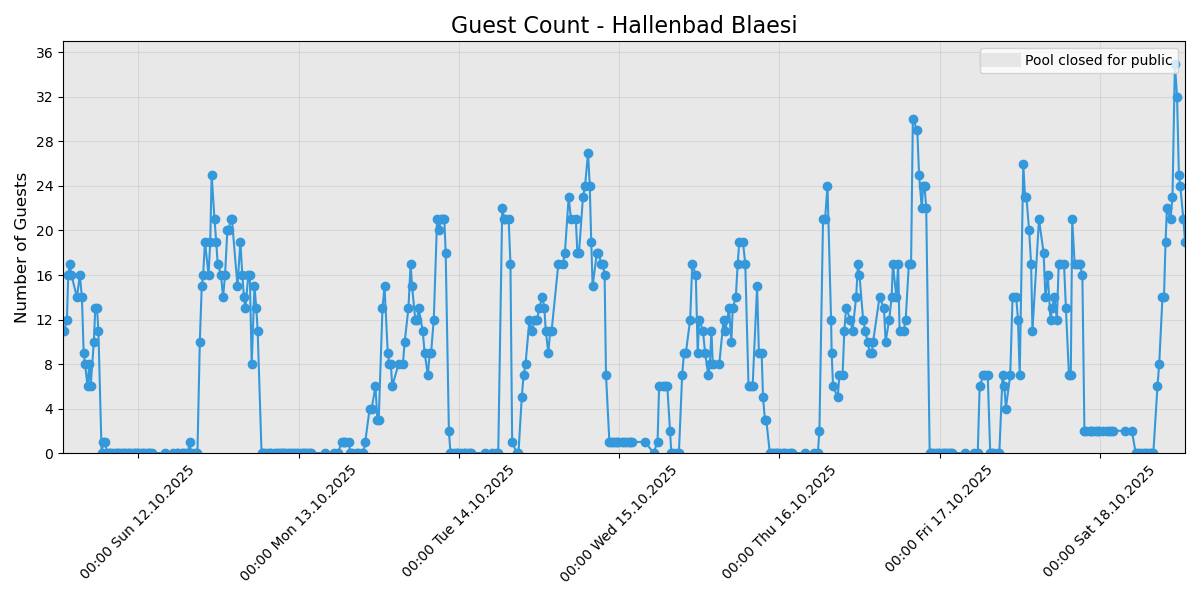 Guest Count - Hallenbad Blaesi
Pool closed for public
Number of Guests
36
32
28
24
20
16
12
8
4
0
00:00 Sun 12.10.2025
00:00 Mon 13.10.2025
00:00 Tue 14.10.2025
00:00 Wed 15.10.2025
00:00 Thu 16.10.2025
00:00 Fri 17.10.2025
00:00 Sat 18.10.2025